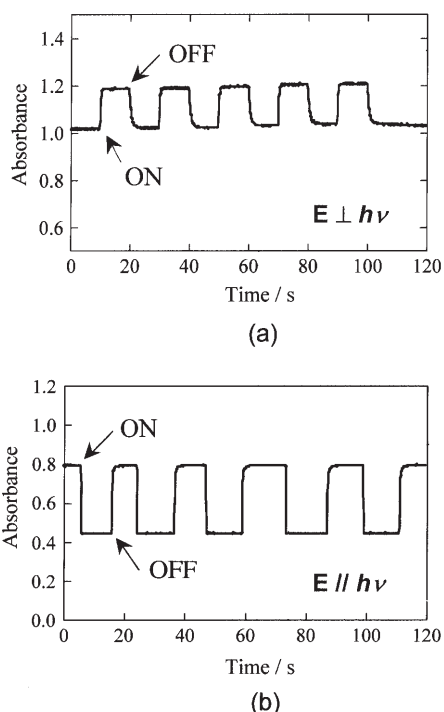 1.4
OFF
1.2
1.0
ON
0.8
0.6
Absorbance
E ⊥ hν
0 20 40 60 80 100 120
Time / s
(a)
1.2
1.0
ON
0.8
0.6
0.4
OFF
0.2
0.0
Absorbance
E // hν
0 20 40 60 80 100 120
Time / s
(b)